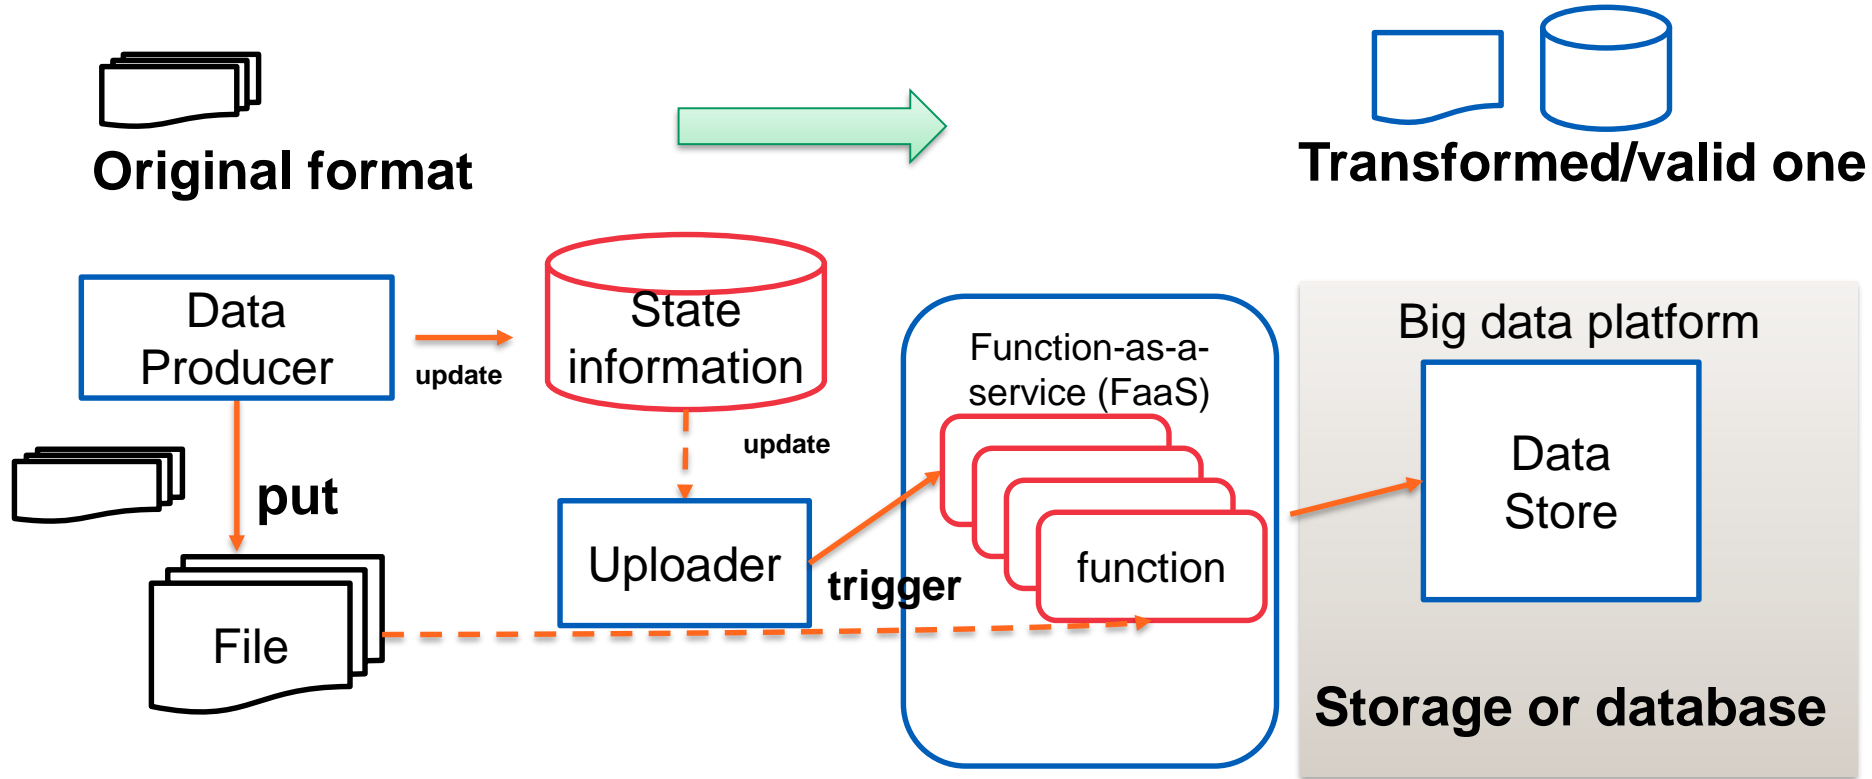 Original format
Transformed/valid one
Data
Producer
update
State
information
update
put
File
Uploader
trigger
Function-as-a-
service (FaaS)
function
Big data platform
Data
Store
Storage or database